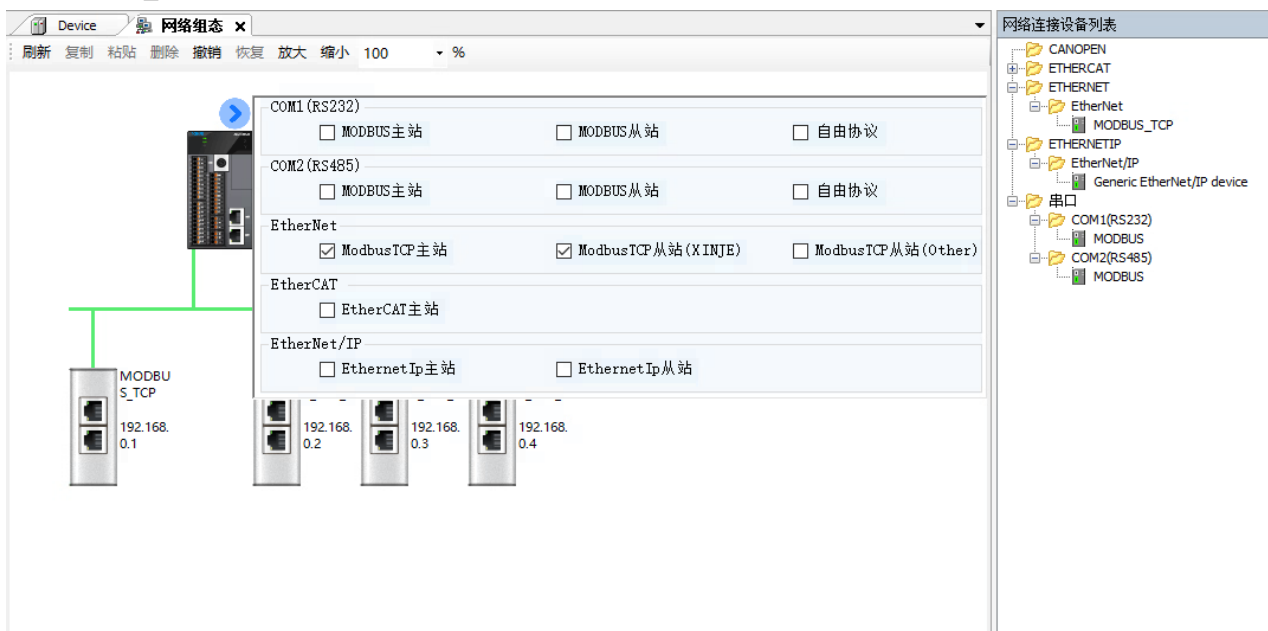 Device
网络组态
刷新 复制 粘贴 删除 撤销 恢复 放大 缩小 100 %
COM1(RS232)
MODBUS主站 MODBUS从站 自由协议
COM2(RS485)
MODBUS主站 MODBUS从站 自由协议
EtherNet
ModbusTCP主站 ModbusTCP从站(XINJE) ModbusTCP从站(Other)
EtherCAT
EtherCAT主站
EtherNet/IP
EthernetIp主站 EthernetIp从站
MODBU
S_TCP
192.168.
0.1
192.168.
0.2
192.168.
0.3
192.168.
0.4
网络连接设备列表
CANOPEN
ETHERCAT
ETHERNET
EtherNet
MODBUS_TCP
ETHERNETIP
EtherNet/IP
Generic EtherNet/IP device
串口
COM1(RS232)
MODBUS
COM2(RS485)
MODBUS